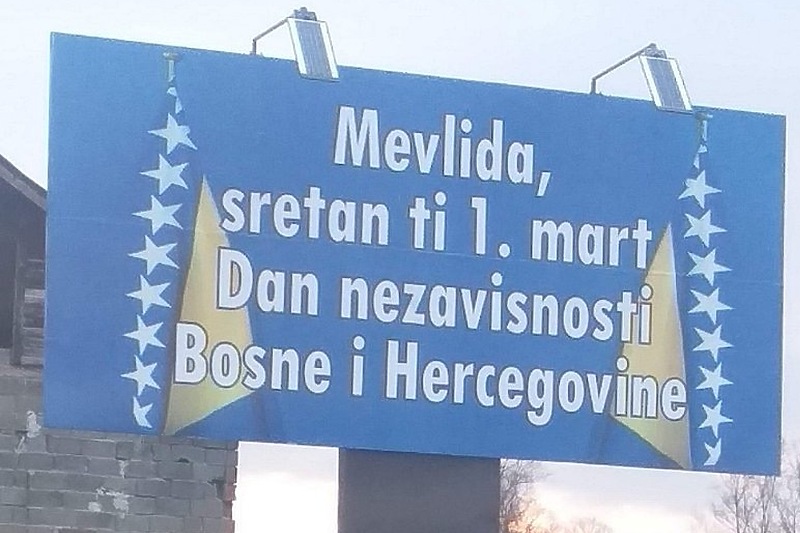 Mevlida,
sretan ti 1. mart
Dan nezavisnosti
Bosne i Hercegovine